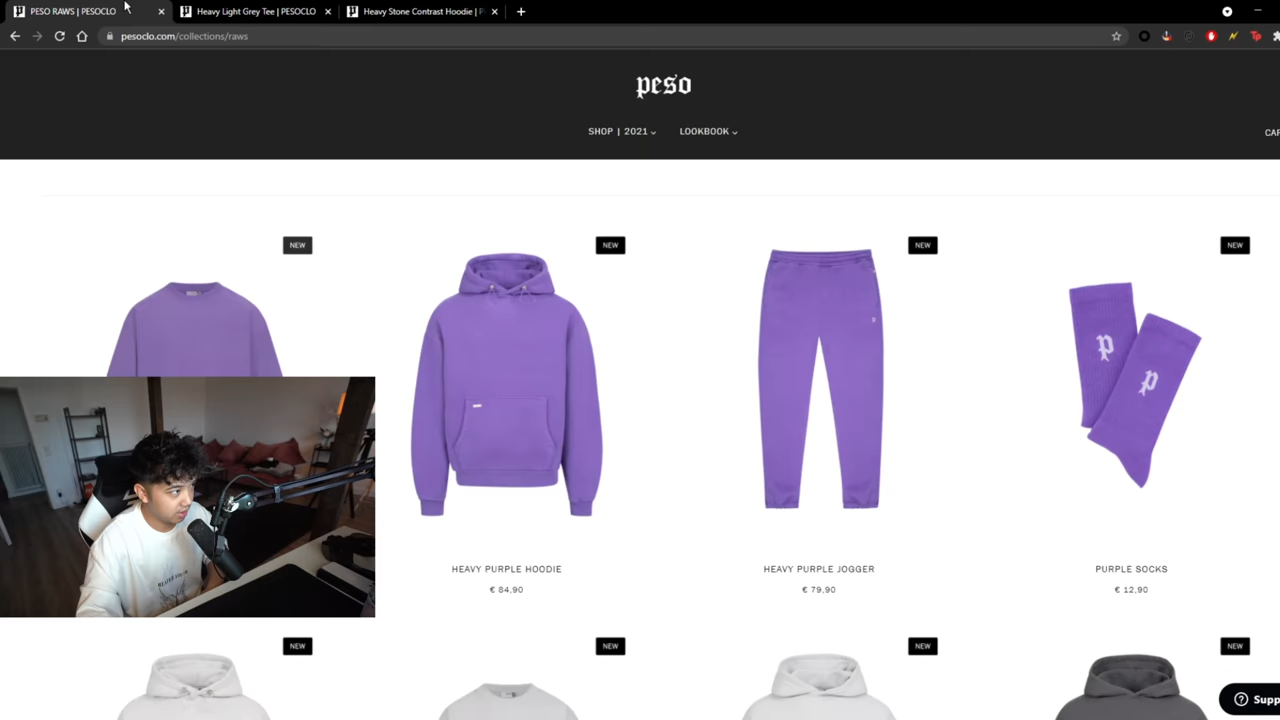 PESO RAWS | PESOCLO
Heavy Light Grey Tee | PESOCLO
Heavy Stone Contrast Hoodie |
pesoclo.com/collections/raws
peso
SHOP | 2021
LOOKBOOK
NEW
NEW
NEW
NEW
p
p
HEAVY PURPLE HOODIE
€ 84,90
HEAVY PURPLE JOGGER
€ 79,90
PURPLE SOCKS
€ 12,90
NEW
NEW
NEW
NEW